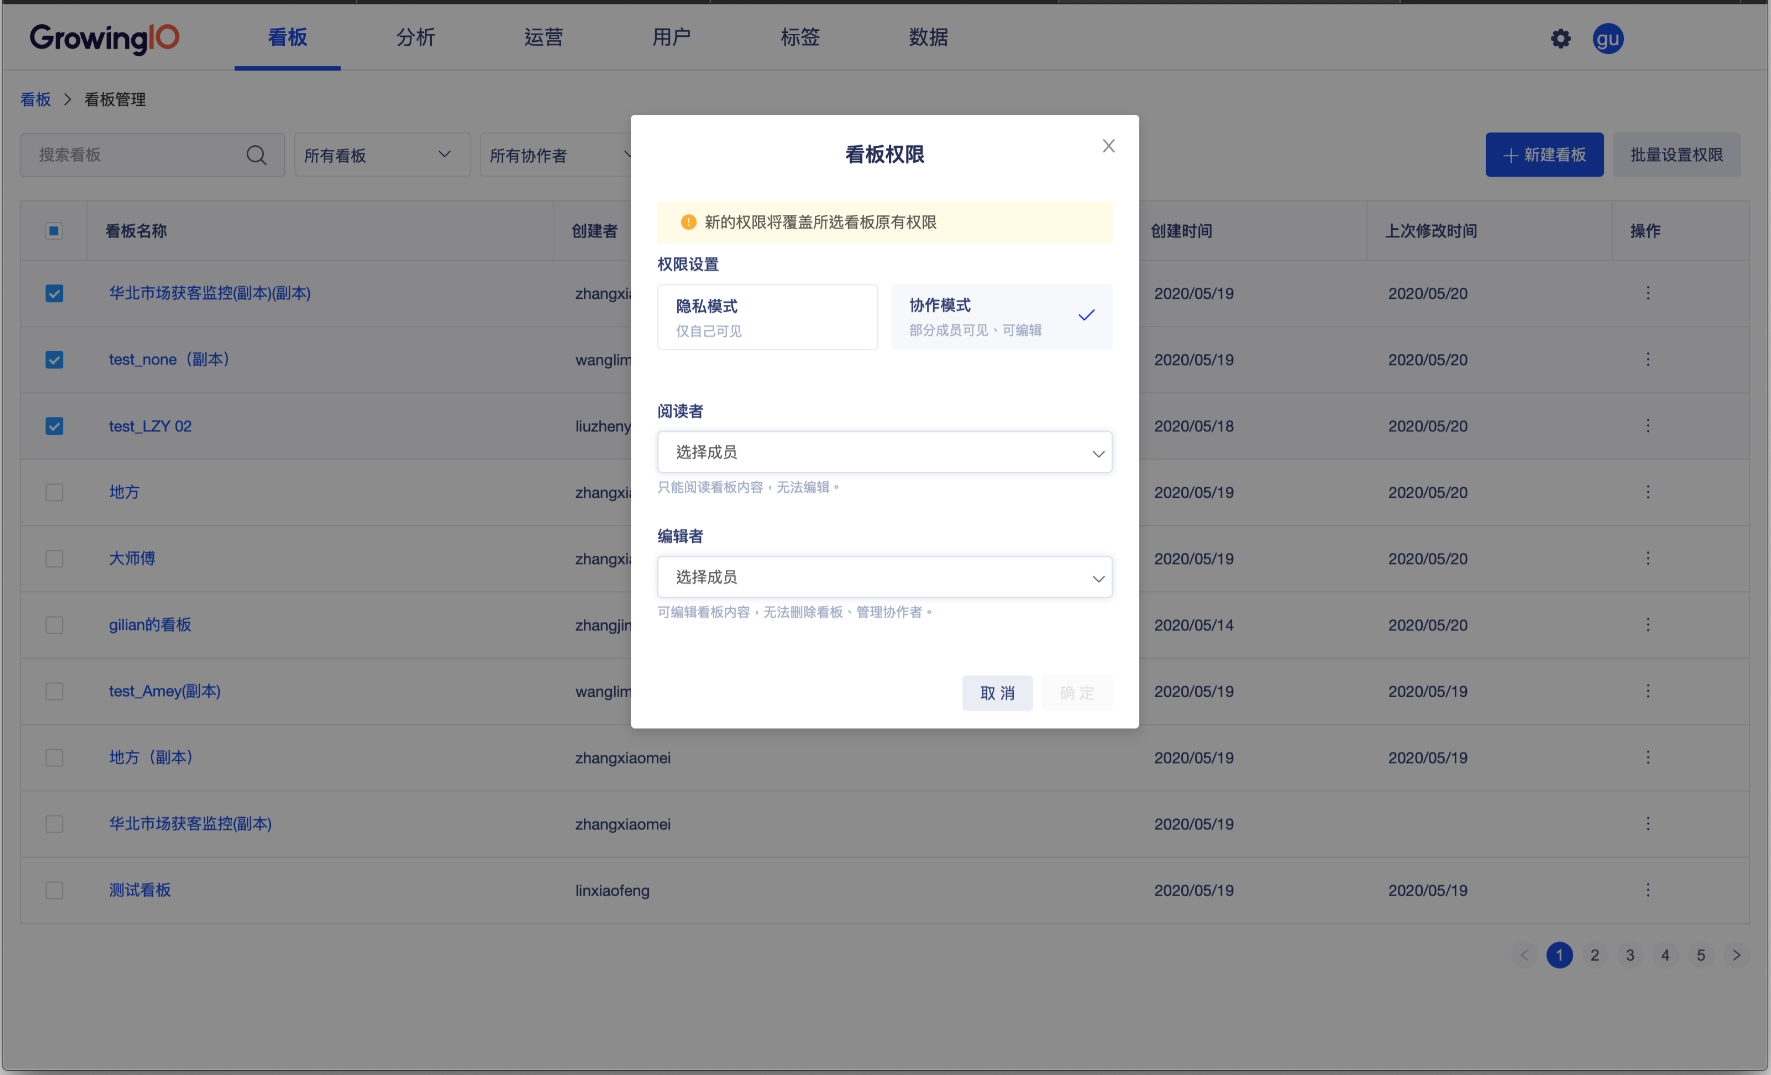 GrowingIO 看板 分析 运营 用户 标签 数据 gu
看板 > 看板管理
搜索看板 所有看板 所有协作者 + 新建看板 批量设置权限
看板名称 创建者 创建时间 上次修改时间 操作
华北市场获客监控(副本)(副本) zhangxi 2020/05/19 2020/05/20
test_none（副本） wanglim 2020/05/19 2020/05/20
test_LZY 02 liuzheny 2020/05/18 2020/05/20
地方 zhangxi 2020/05/19 2020/05/20
大师傅 zhangxi 2020/05/19 2020/05/20
gilian的看板 zhangjin 2020/05/14 2020/05/20
test_Amey(副本) wanglim 2020/05/19 2020/05/19
地方（副本） zhangxiaomei 2020/05/19 2020/05/19
华北市场获客监控(副本) zhangxiaomei 2020/05/19
测试看板 linxiaofeng 2020/05/19 2020/05/19
< 1 2 3 4 5 >
看板权限
新的权限将覆盖所选看板原有权限
权限设置
隐私模式
仅自己可见
协作模式
部分成员可见、可编辑
阅读者
选择成员
只能阅读看板内容，无法编辑。
编辑者
选择成员
可编辑看板内容，无法删除看板、管理协作者。
取 消 确 定